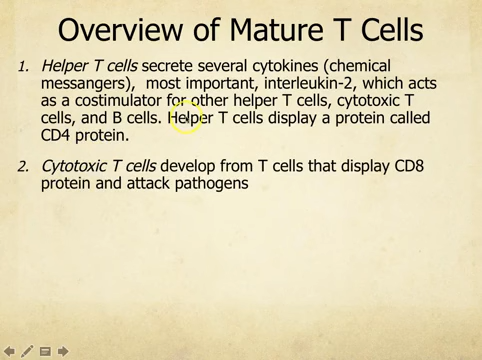 Overview of Mature T Cells
1. Helper T cells secrete several cytokines (chemical
messangers), most important, interleukin-2, which acts
as a costimulator for other helper T cells, cytotoxic T
cells, and B cells. Helper T cells display a protein called
CD4 protein.
2. Cytotoxic T cells develop from T cells that display CD8
protein and attack pathogens